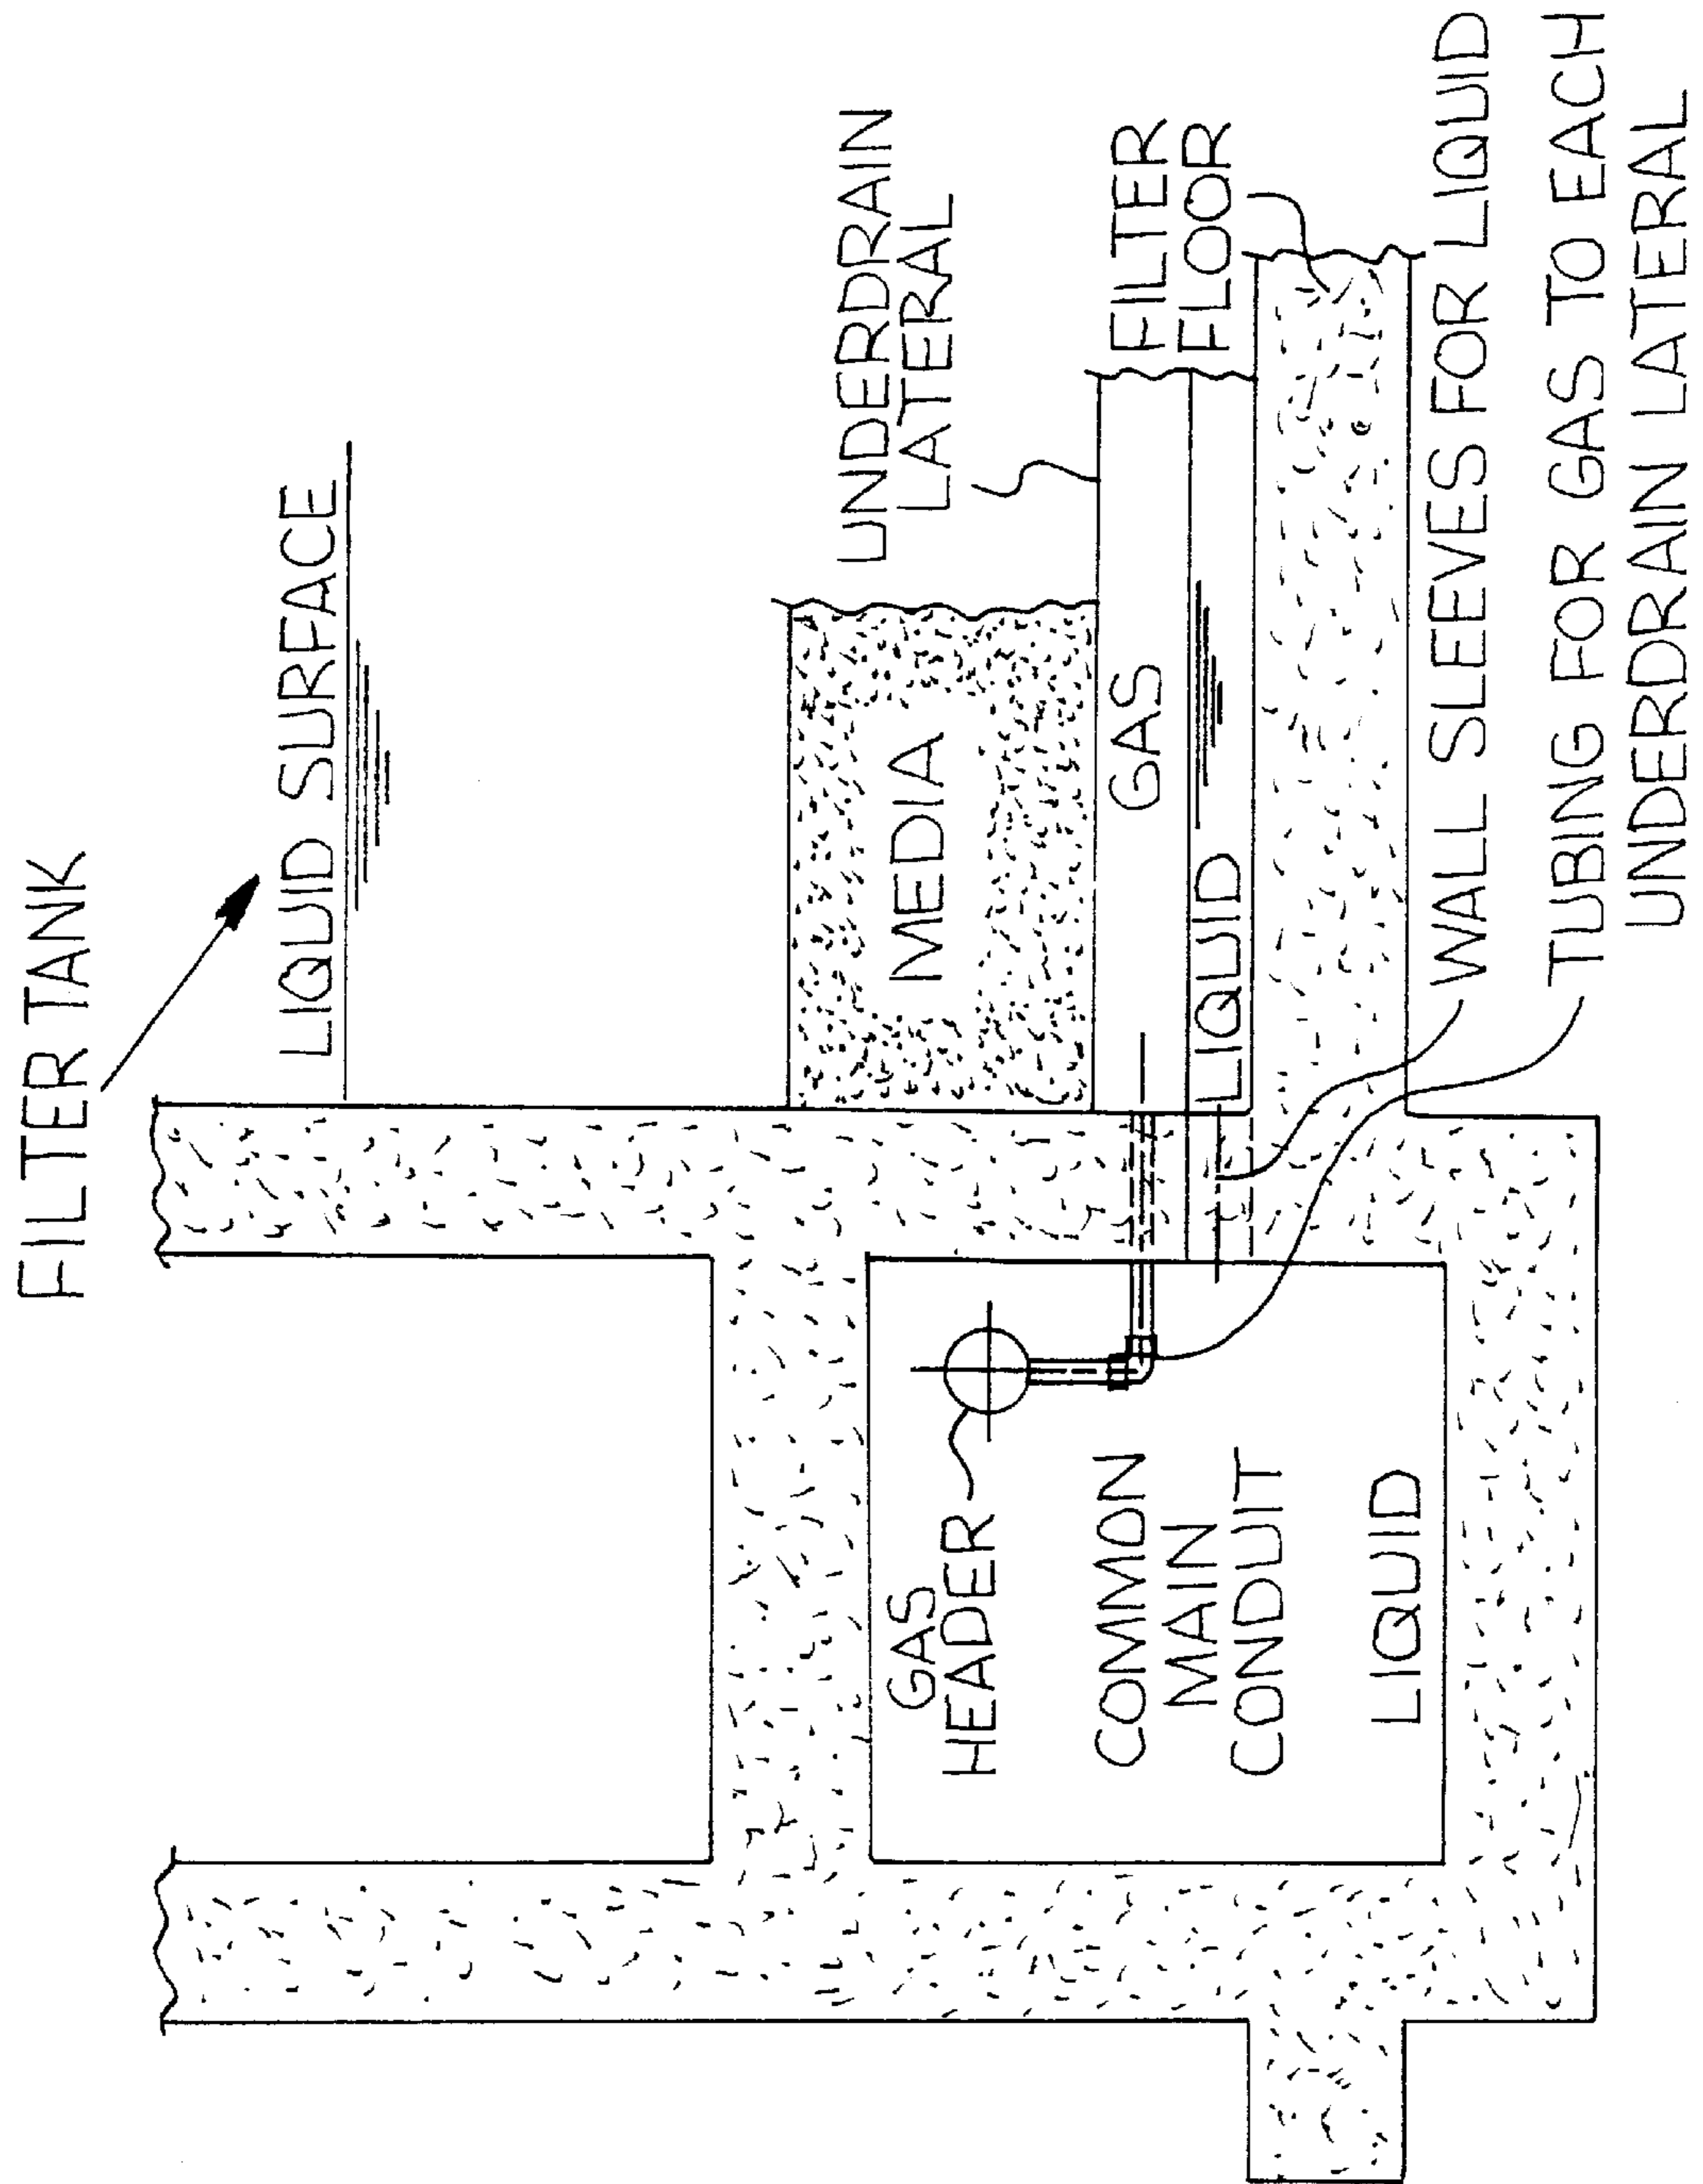 FILTER TANK
LIQUID SURFACE
UNDERDRAIN
LATERAL
MEDIA
GAS
FILTER
FLOOR
LIQUID
GAS
HEADER
COMMON
MAIN
CONDUIT
LIQUID
WALL SLEEVES FOR LIQUID
TUBING FOR GAS TO EACH
UNDERDRAIN LATERAL